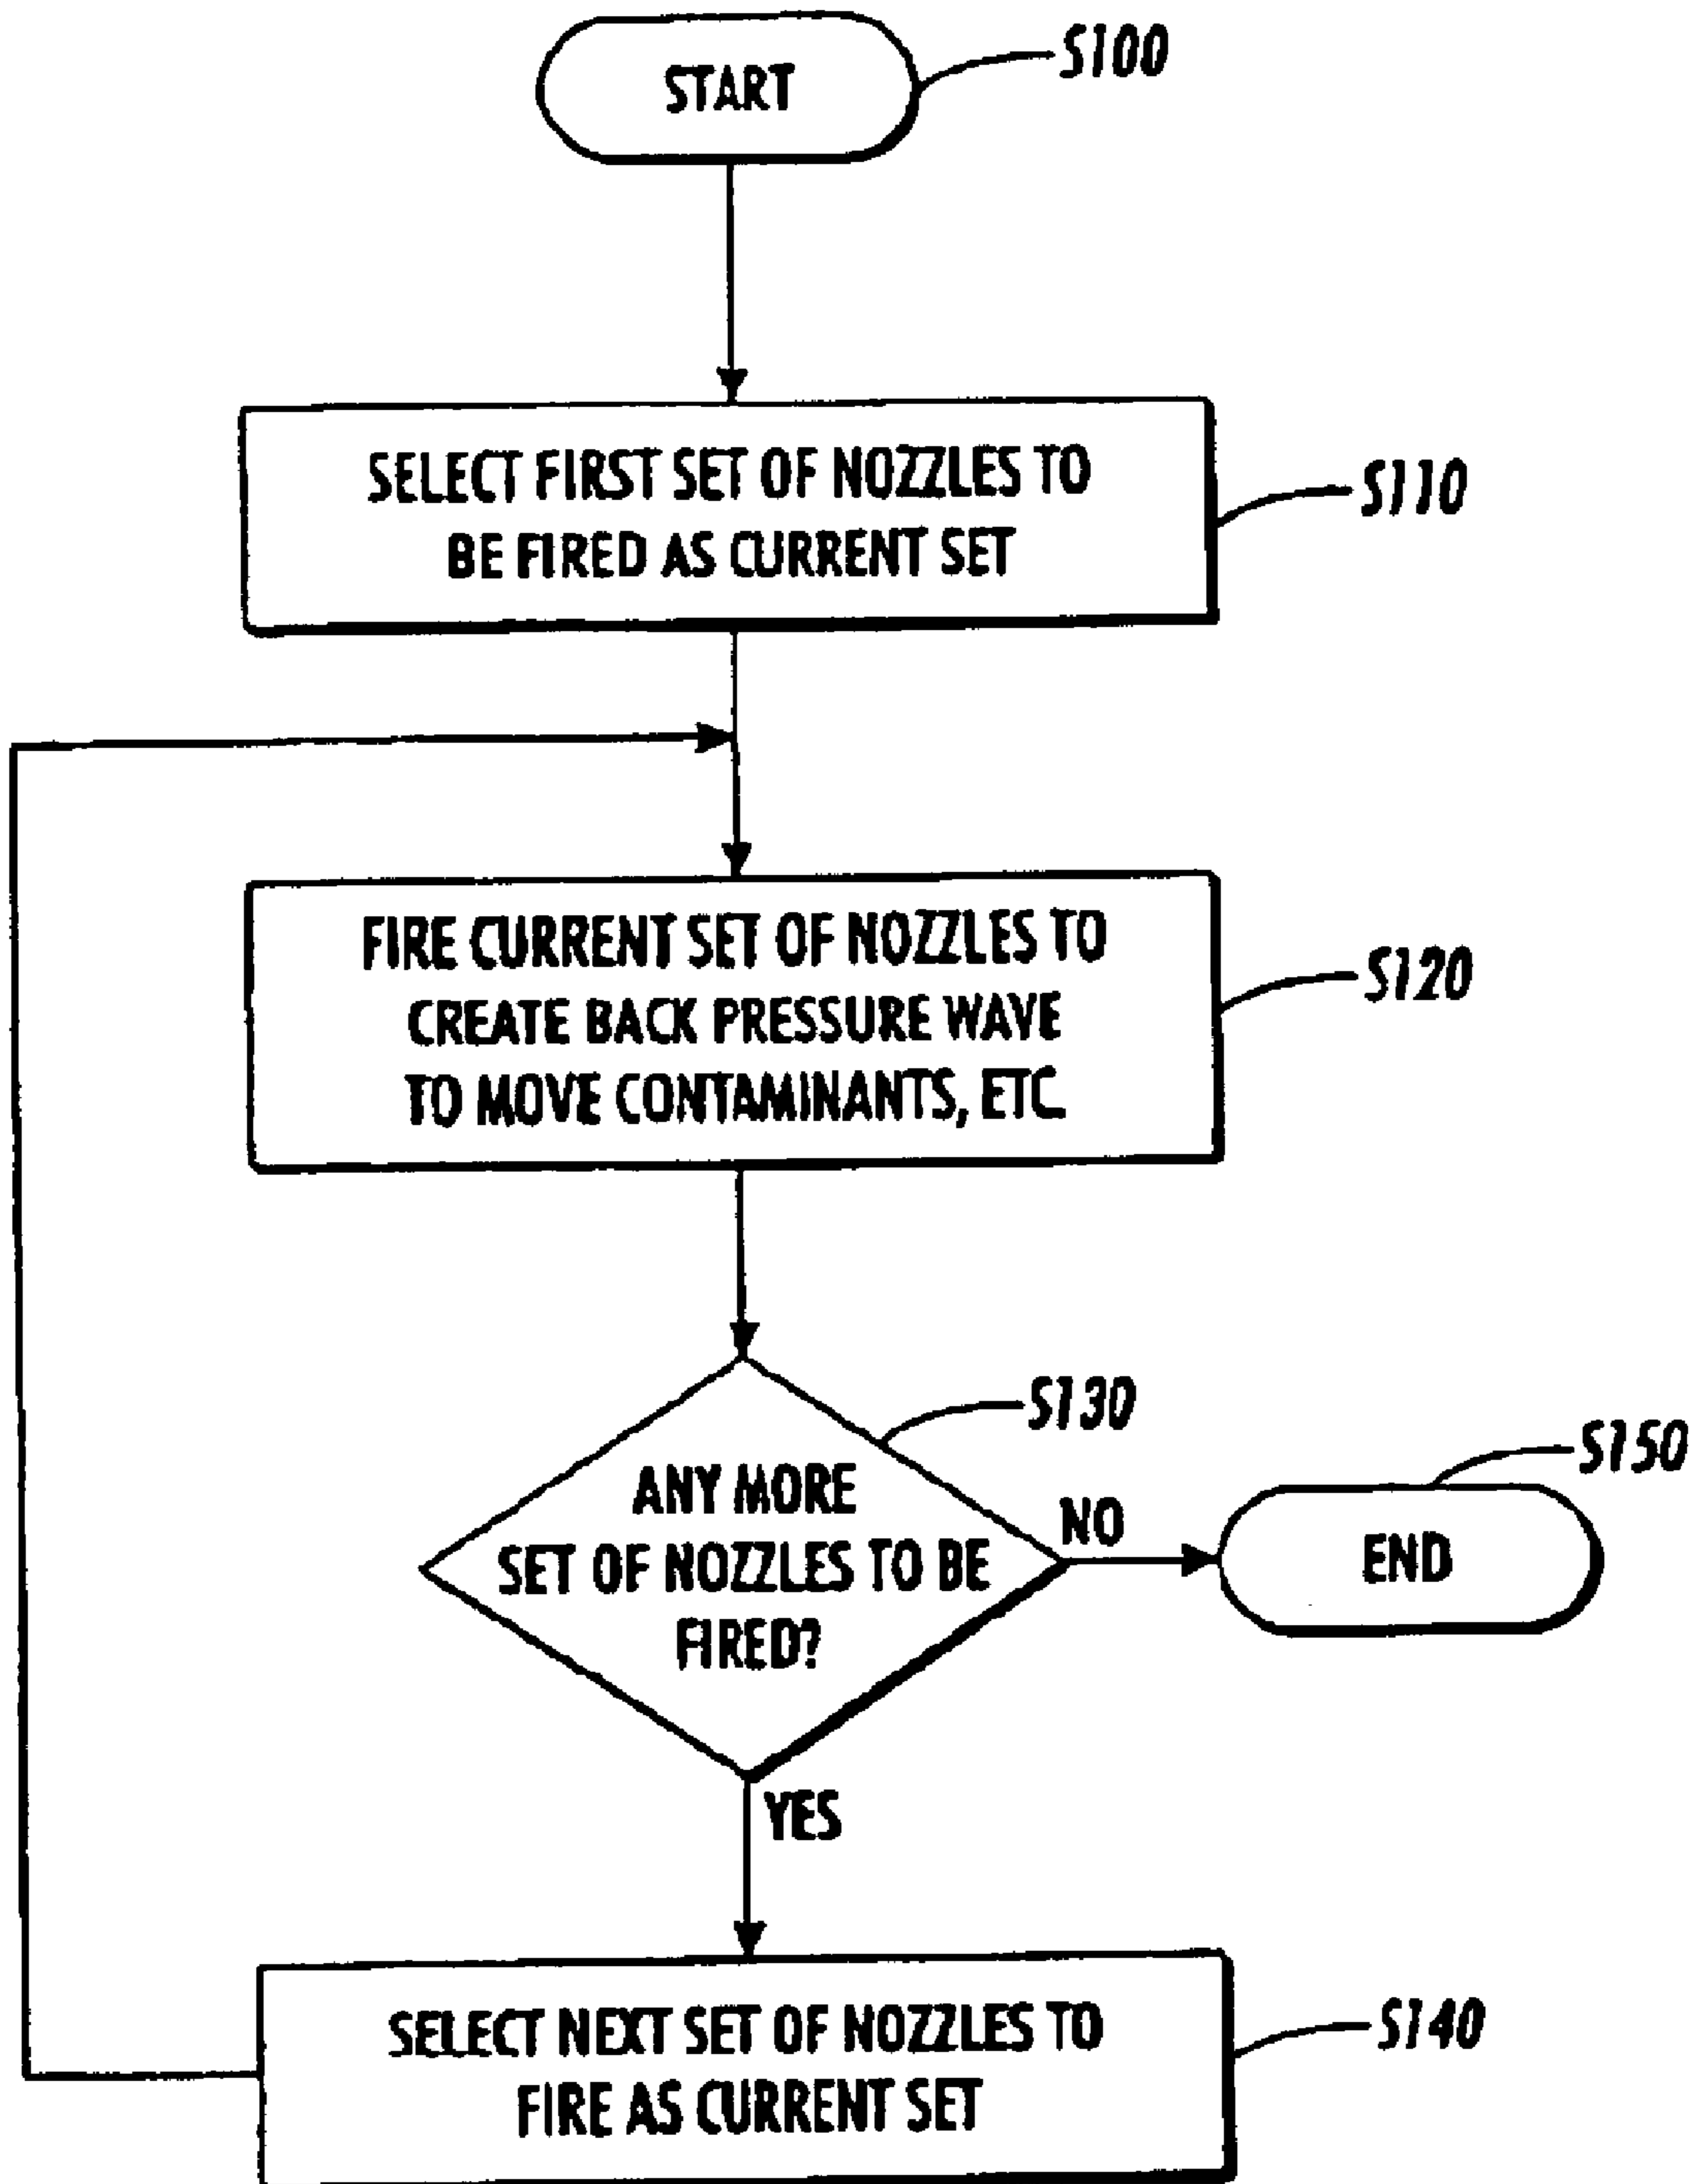 START
S100
SELECT FIRST SET OF NOZZLES TO
BE FIRED AS CURRENT SET
S110
FIRE CURRENT SET OF NOZZLES TO
CREATE BACK PRESSURE WAVE
TO MOVE CONTAMINANTS, ETC.
S120
ANY MORE
SET OF NOZZLES TO BE
FIRED?
S130
NO
END
S150
YES
SELECT NEXT SET OF NOZZLES TO
FIRE AS CURRENT SET
S140